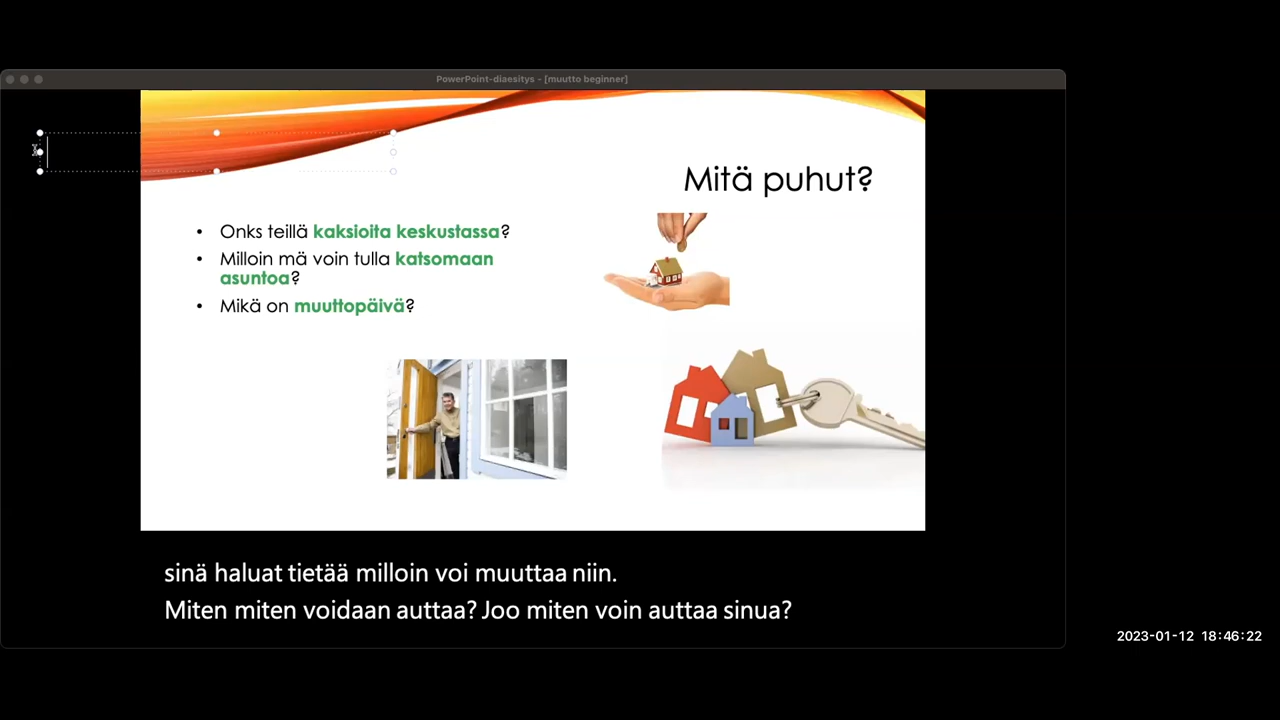 PowerPoint-diaesitys - [muutto beginner]
Mitä puhut?
• Onks teillä kaksioita keskustassa?
• Milloin mä voin tulla katsomaan
asuntoa?
• Mikä on muuttopäivä?
sinä haluat tietää milloin voi muuttaa niin.
Miten miten voidaan auttaa? Joo miten voin auttaa sinua?
2023-01-12 18:46:22